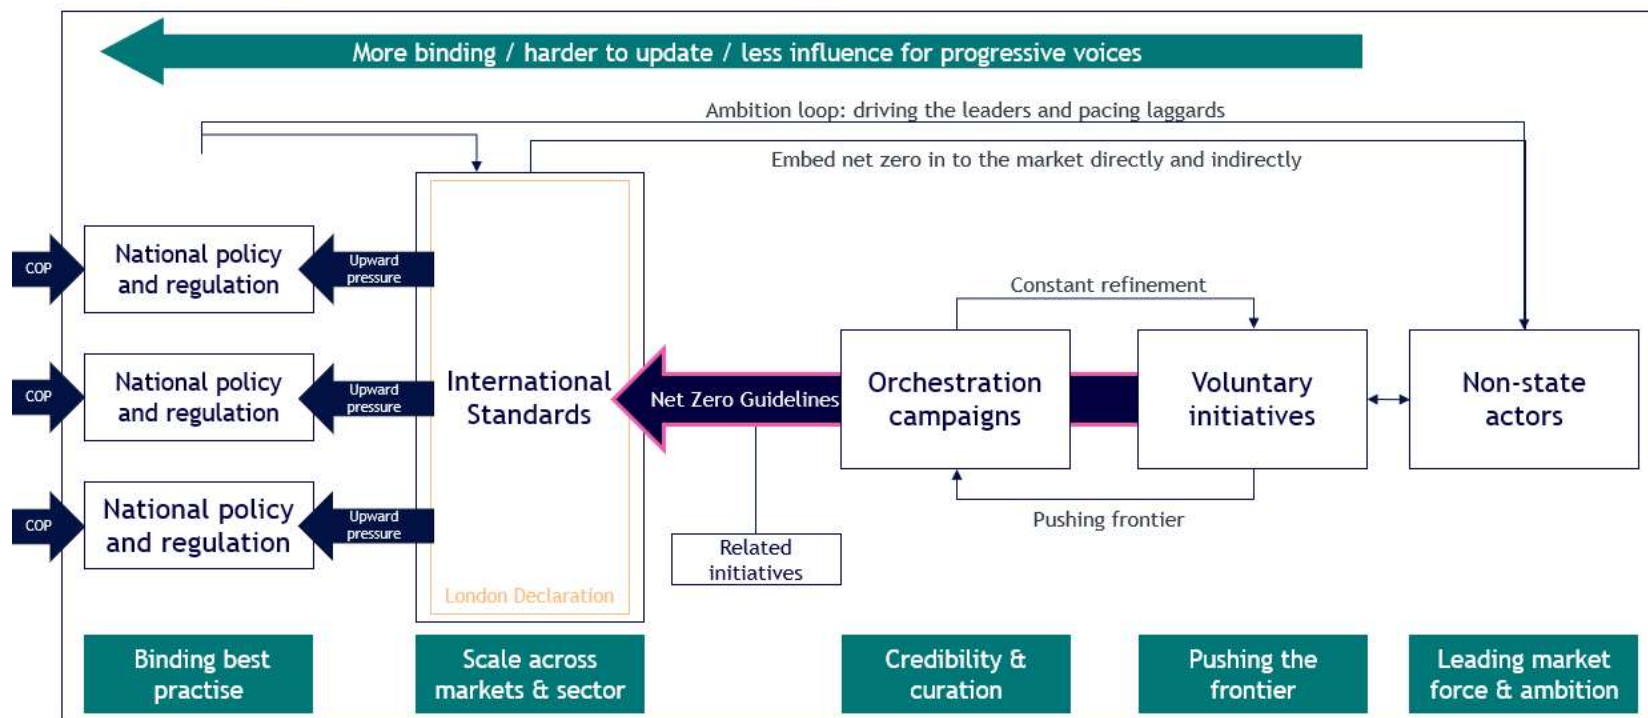 More binding / harder to update / less influence for progressive voices
Ambition loop: driving the leaders and pacing laggards
Embed net zero in to the market directly and indirectly
COP
National policy
and regulation
Upward
pressure
COP
National policy
and regulation
Upward
pressure
COP
National policy
and regulation
Upward
pressure
International
Standards
London Declaration
Net Zero Guidelines
Related
initiatives
Constant refinement
Orchestration
campaigns
Voluntary
initiatives
Pushing frontier
Non-state
actors
Binding best
practise
Scale across
markets & sector
Credibility &
curation
Pushing the
frontier
Leading market
force & ambition